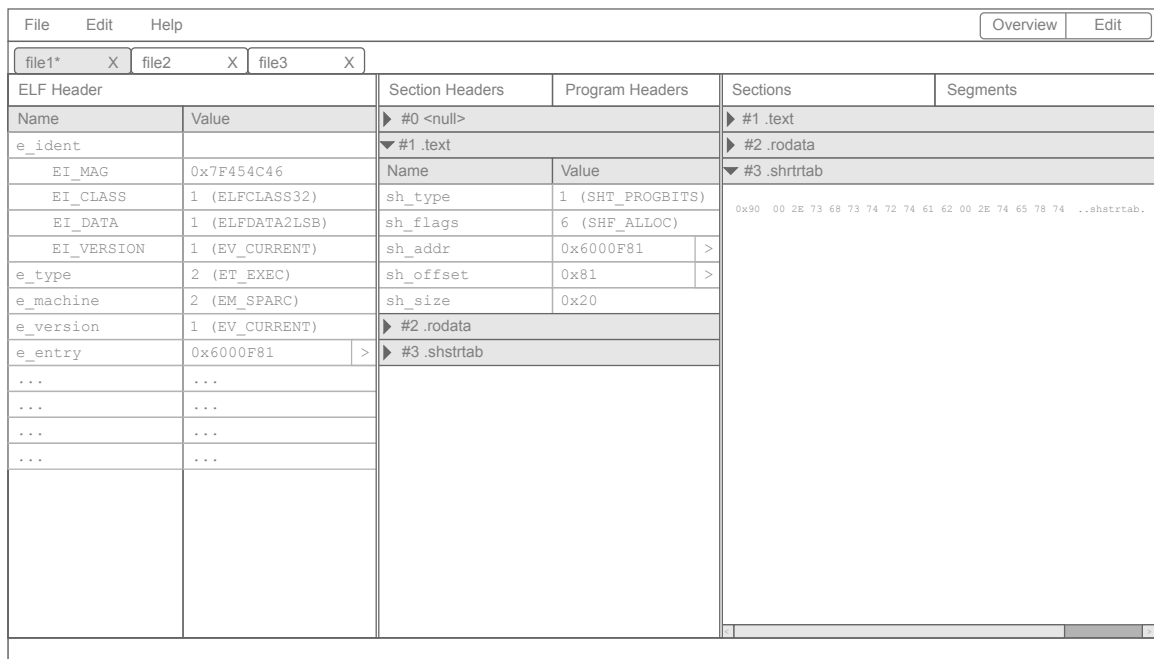 File Edit Help Overview Edit
file1* X file2 X file3 X
ELF Header
Name Value
e_ident
EI_MAG 0x7F454C46
EI_CLASS 1 (ELFCLASS32)
EI_DATA 1 (ELFDATA2LSB)
EI_VERSION 1 (EV_CURRENT)
e_type 2 (ET_EXEC)
e_machine 2 (EM_SPARC)
e_version 1 (EV_CURRENT)
e_entry 0x6000F81 >
... ...
... ...
... ...
... ...
Section Headers Program Headers
#0 <null>
#1 .text
Name Value
sh_type 1 (SHT_PROGBITS)
sh_flags 6 (SHF_ALLOC)
sh_addr 0x6000F81 >
sh_offset 0x81 >
sh_size 0x20
#2 .rodata
#3 .shstrtab
Sections Segments
#1 .text
#2 .rodata
#3 .shrtrtab
0x90 00 2E 73 68 73 74 72 74 61 62 00 2E 74 65 78 74 ..shstrtab.
< >